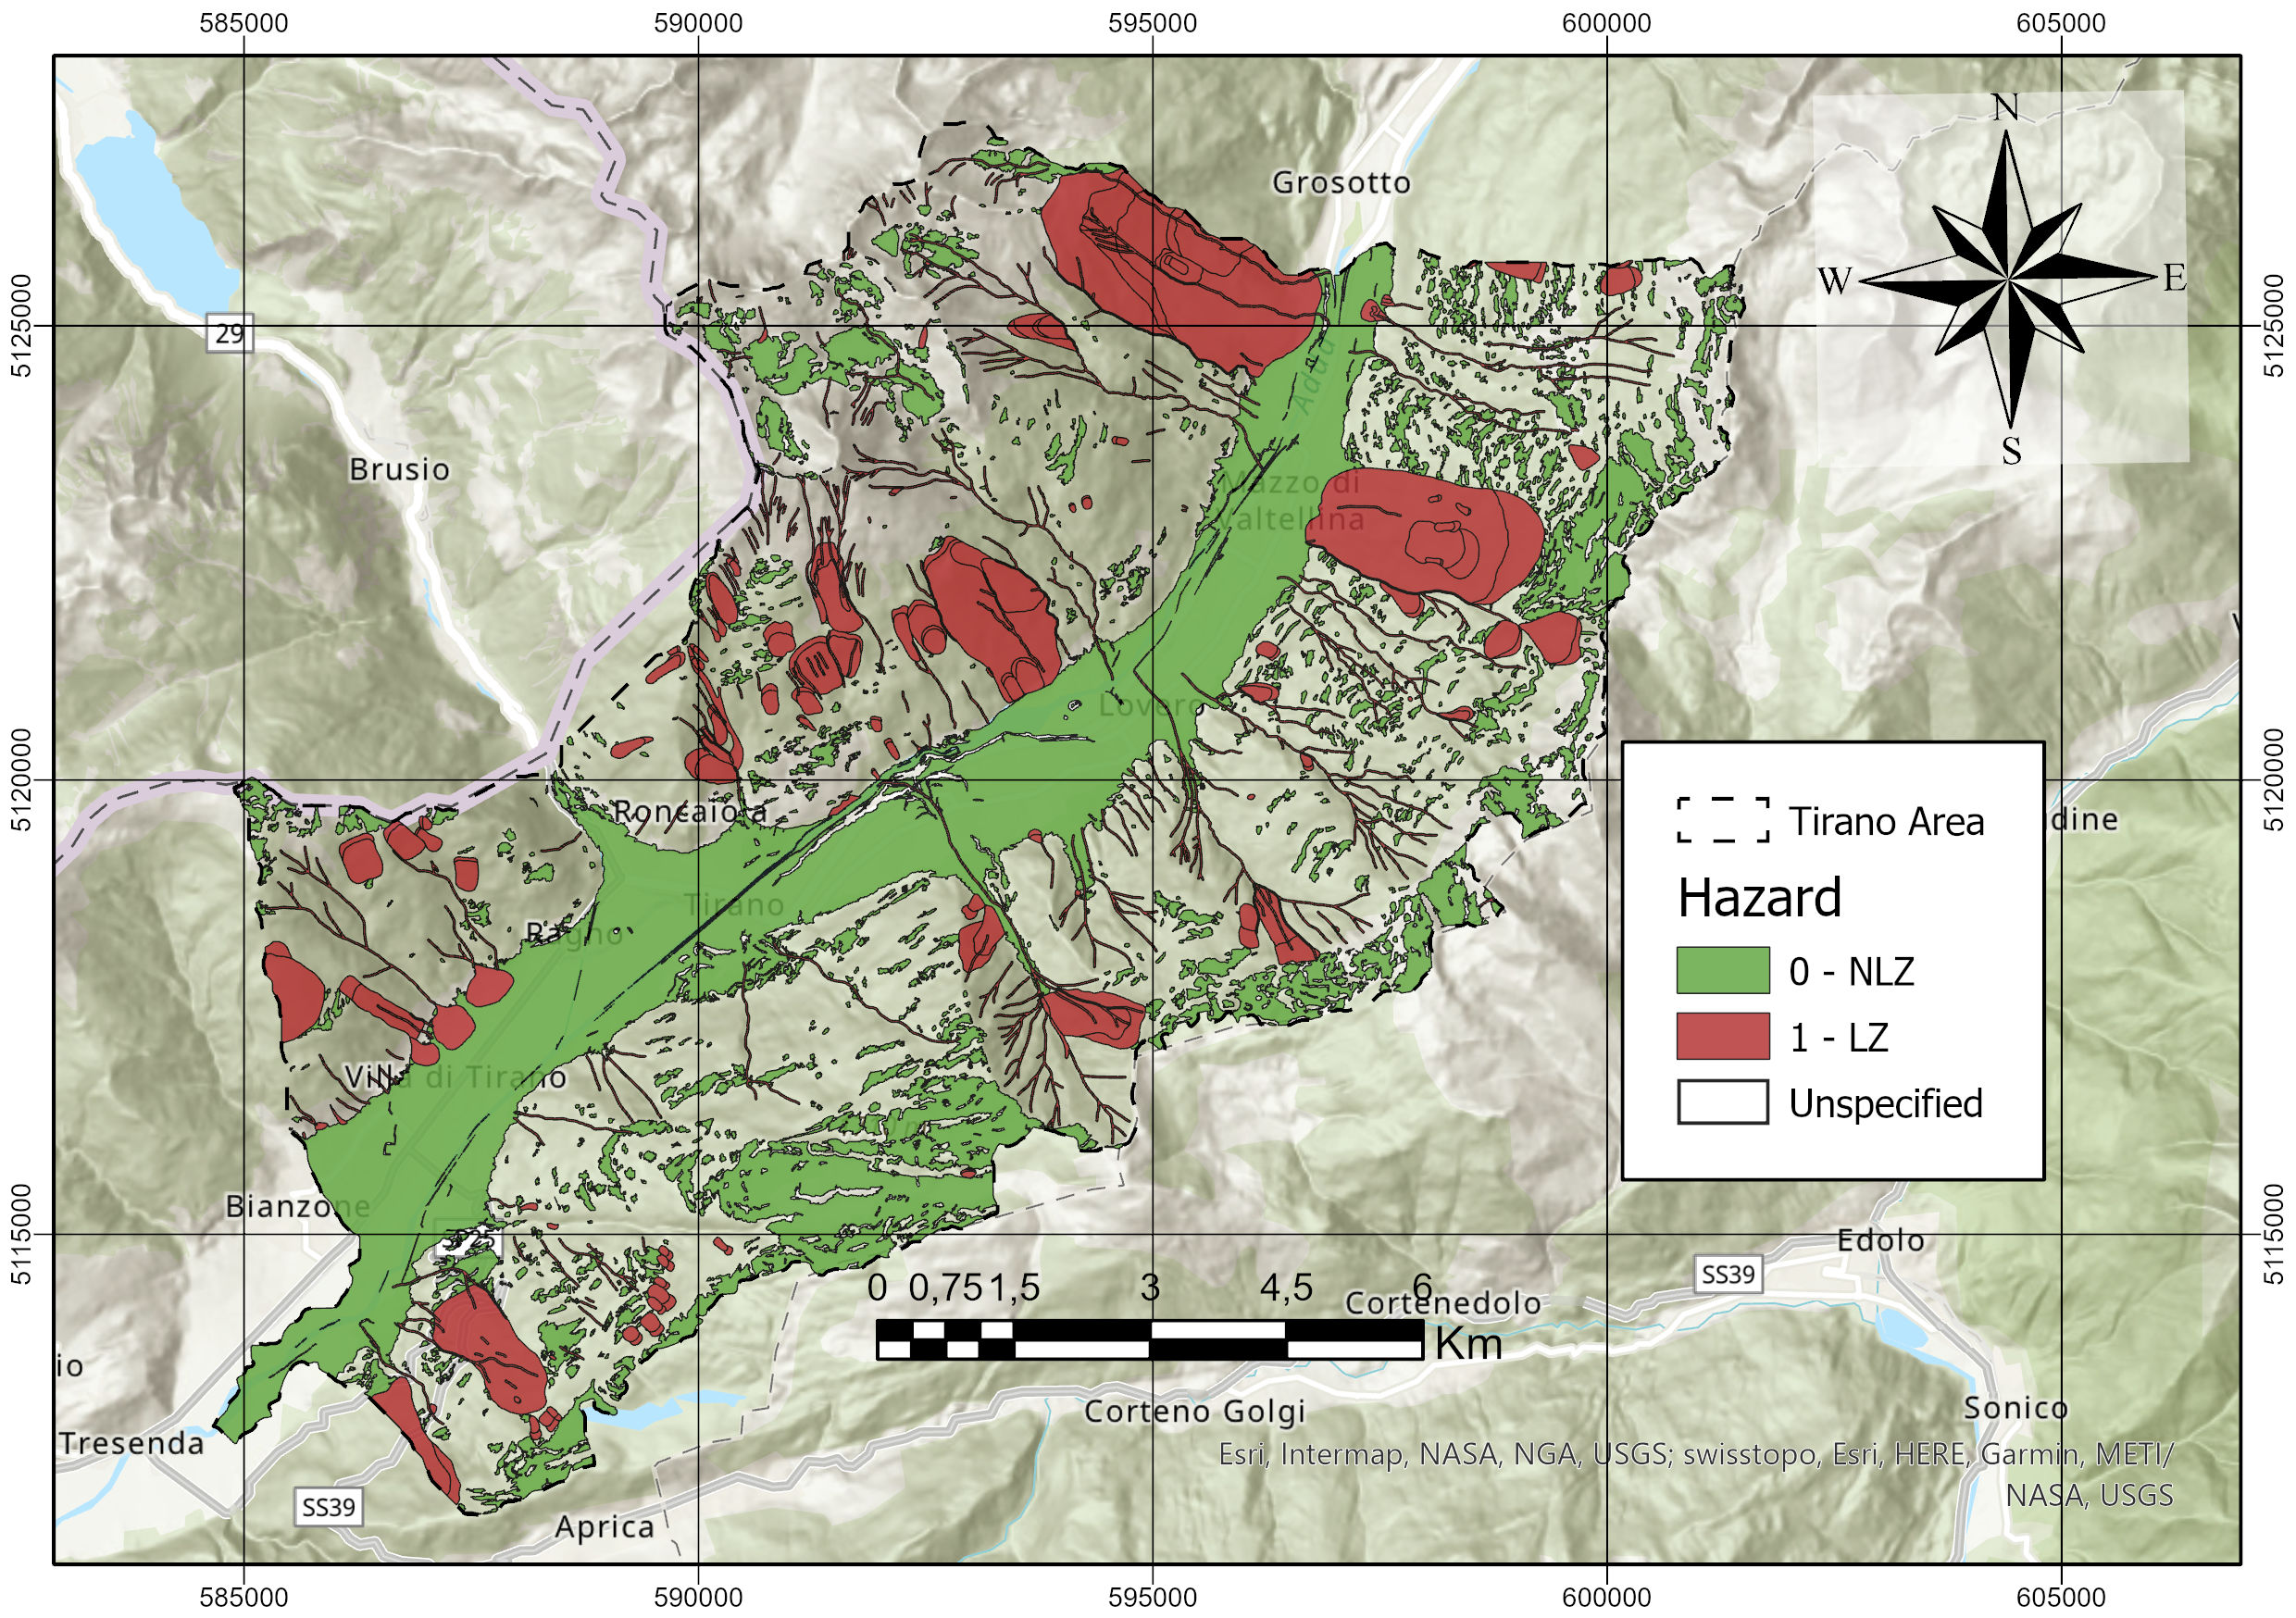 585000 590000 595000 600000 605000
N
Grosotto
W E
5125000 5125000
29
Adda
S
Brusio
Mazzo di
Valtellina
Lovero
5120000 5120000
Roncaiola
Tirano Area
dine
Hazard
Tirano
Ragno
0 - NLZ
1 - LZ
Villa di Tirano
Unspecified
Bianzone
5115000 5115000
Edolo
SS39
0 0,75 1,5 3 4,5 6
Cortenedolo
Km
io
Corteno Golgi
Sonico
Tresenda
Esri, Intermap, NASA, NGA, USGS; swisstopo, Esri, HERE, Garmin, METI/
NASA, USGS
SS39
Aprica
585000 590000 595000 600000 605000